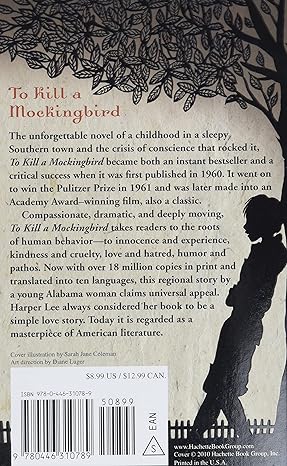 To Kill a
Mockingbird
The unforgettable novel of a childhood in a sleepy
Southern town and the crisis of conscience that rocked it,
To Kill a Mockingbird became both an instant bestseller and a
critical success when it was first published in 1960. It went on
to win the Pulitzer Prize in 1961 and was later made into an
Academy Award–winning film, also a classic.
Compassionate, dramatic, and deeply moving,
To Kill a Mockingbird takes readers to the roots
of human behavior—to innocence and experience,
kindness and cruelty, love and hatred, humor and
pathos. Now with over 18 million copies in print and
translated into ten languages, this regional story by
a young Alabama woman claims universal appeal.
Harper Lee always considered her book to be a
simple love story. Today it is regarded as a
masterpiece of American literature.
Cover illustration by Sarah Jane Coleman
Art direction by Diane Luger
$8.99 US / $12.99 CAN.
ISBN 978-0-446-31078-9
50899
9 780446 310789
S
EAN
www.HachetteBookGroup.com
Cover © 2010 Hachette Book Group, Inc.
Printed in the U.S.A.